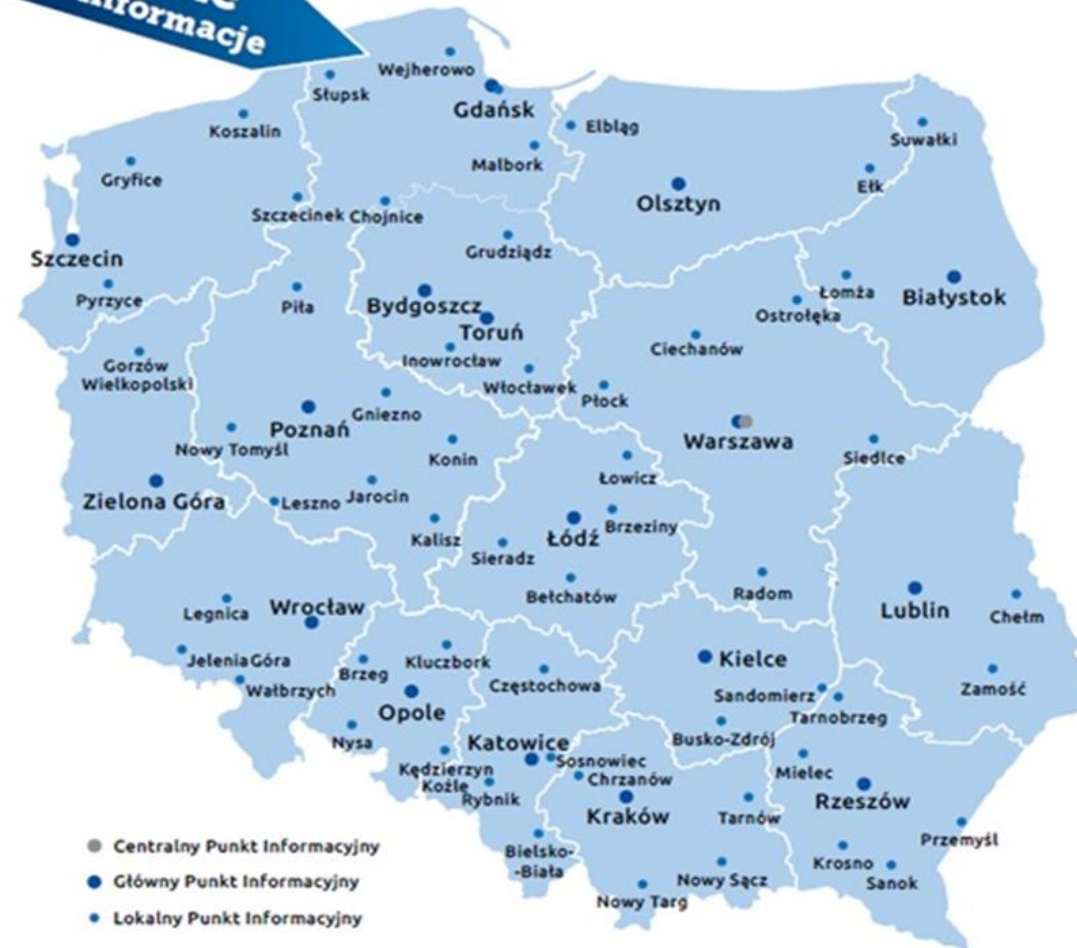 informacje
Wejherowo
Słupsk
Gdańsk
Koszalin
Elbląg
Suwałki
Malbork
Gryfice
Ełk
Olsztyn
Szczecinek
Chojnice
Grudziądz
Szczecin
Pyrzyce
Piła
Bydgoszcz
Łomża
Białystok
Ostrołęka
Toruń
Ciechanów
Inowrocław
Gorzów
Wielkopolski
Włocławek
Płock
Gniezno
Poznań
Warszawa
Nowy Tomyśl
Konin
Siedlce
Łowicz
Zielona Góra
Leszno
Jarocin
Brzeziny
Kalisz
Łódź
Sieradz
Bełchatów
Radom
Legnica
Wrocław
Lublin
Chełm
Jelenia Góra
Kluczbork
Kielce
Brzeg
Częstochowa
Wałbrzych
Zamość
Sandomierz
Opole
Tarnobrzeg
Nysa
Katowice
Busko-Zdrój
Sosnowiec
Kędzierzyn
Koźle
Chrzanów
Mielec
Rybnik
Kraków
Tarnów
Rzeszów
Przemyśl
Bielsko-
-Biała
Krosno
Nowy Sącz
Sanok
Nowy Targ
Centralny Punkt Informacyjny
Główny Punkt Informacyjny
Lokalny Punkt Informacyjny